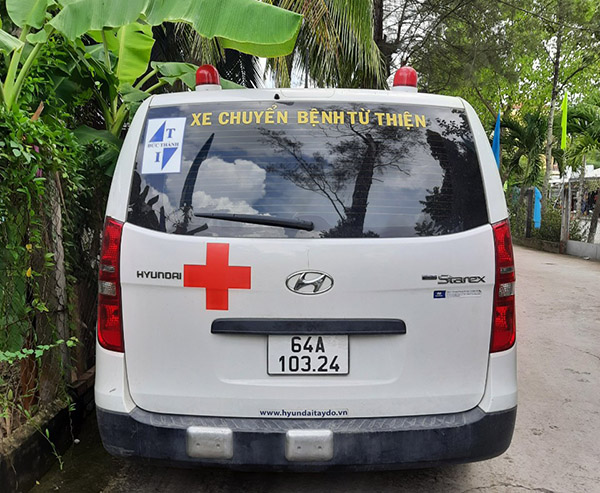 XE CHUYỂN BỆNH TỪ THIỆN
T
ĐỨC THÀNH
I
HYUNDAI
Starex
64A
103.24
www.hyundaitaydo.vn